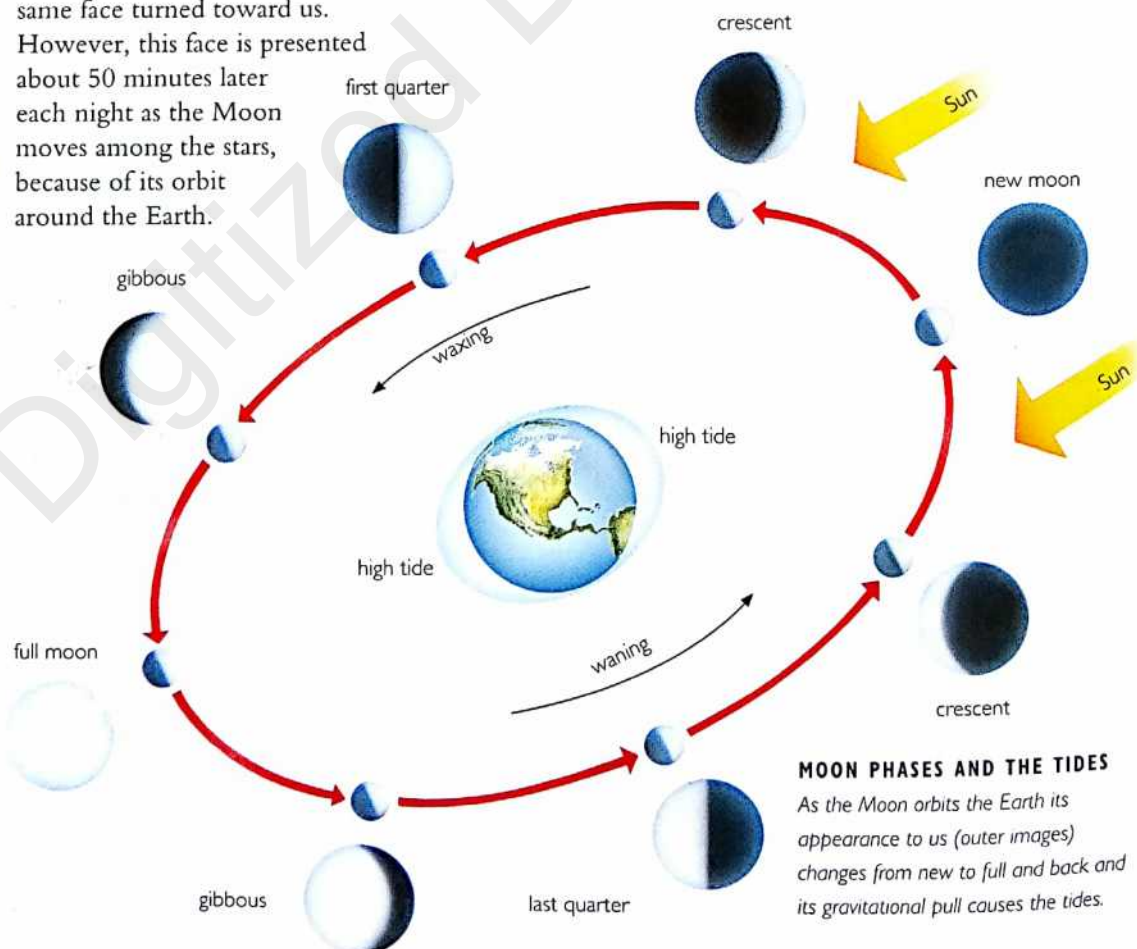 same face turned toward us.
However, this face is presented
about 50 minutes later
each night as the Moon
moves among the stars,
because of its orbit
around the Earth.
crescent
first quarter
Sun
new moon
gibbous
waxing
Sun
high tide
high tide
full moon
waning
crescent
gibbous
last quarter
MOON PHASES AND THE TIDES
As the Moon orbits the Earth its
appearance to us (outer images)
changes from new to full and back and
its gravitational pull causes the tides.
Digitized